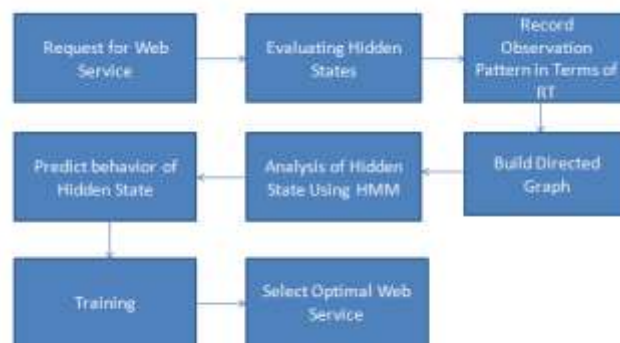 Request for Web
Service
Evaluating Hidden
States
Record
Observation
Pattern in Terms of
RT
Build Directed
Graph
Analysis of Hidden
State Using HMM
Predict behavior of
Hidden State
Training
Select Optimal Web
Service